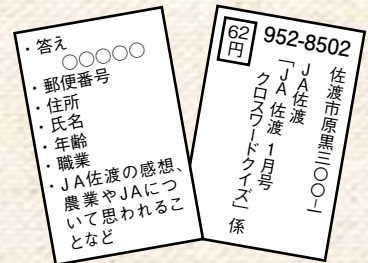 ・答え
○○○○○
・郵便番号
・住所
・氏名
・年齢
・職業
・JA佐渡の感想、
農業やJAにつ
いて思われるこ
となど
62
円
952-8502
佐渡市原黒三〇〇―一
JA佐渡
「JA佐渡 1月号
クロスワードクイズ」係